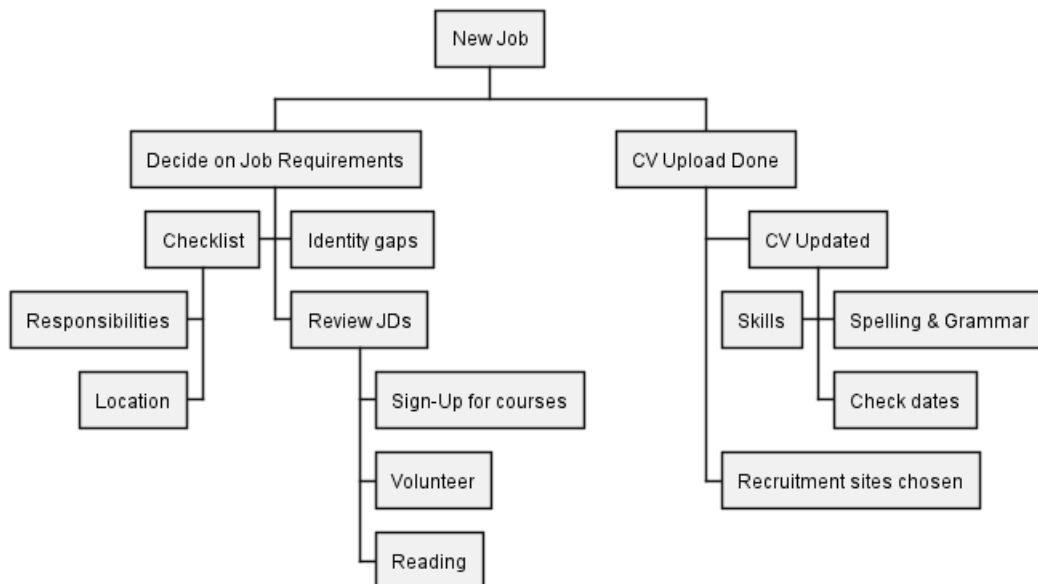 New Job
Decide on Job Requirements
CV Upload Done
Checklist
Identity gaps
CV Updated
Responsibilities
Review JDs
Skills
Spelling & Grammar
Location
Sign-Up for courses
Check dates
Volunteer
Recruitment sites chosen
Reading